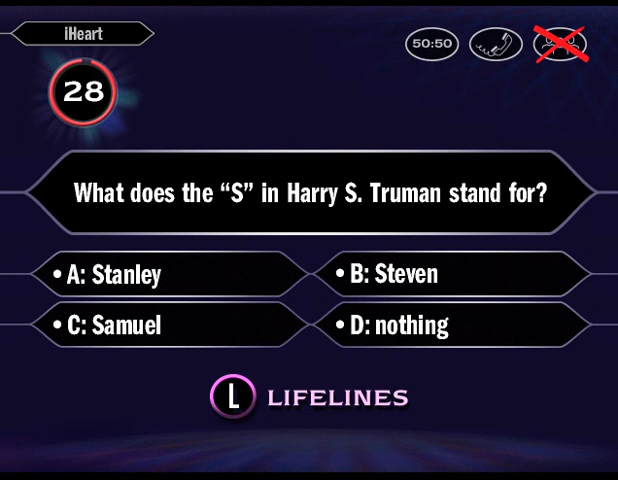 iHeart
50:50
28
What does the “S” in Harry S. Truman stand for?
• A: Stanley
• B: Steven
• C: Samuel
• D: nothing
L LIFELINES